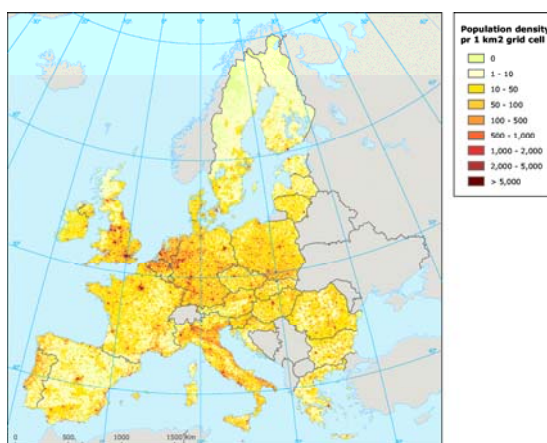 Population density
pr 1 km2 grid cell
0
1 - 10
10 - 50
50 - 100
100 - 500
500 - 1,000
1,000 - 2,000
2,000 - 5,000
> 5,000
0 500, 1000 1500 Km